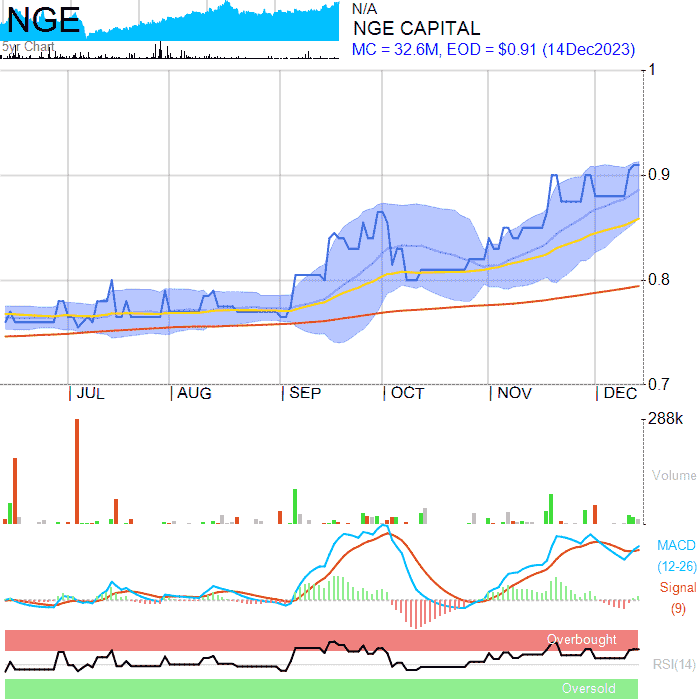 NGE
5yr Chart
N/A
NGE CAPITAL
MC = 32.6M, EOD = $0.91 (14Dec2023)
1
0.9
0.8
0.7
JUL AUG SEP OCT NOV DEC
288k
Volume
MACD
(12-26)
Signal
(9)
Overbought
RSI(14)
Oversold